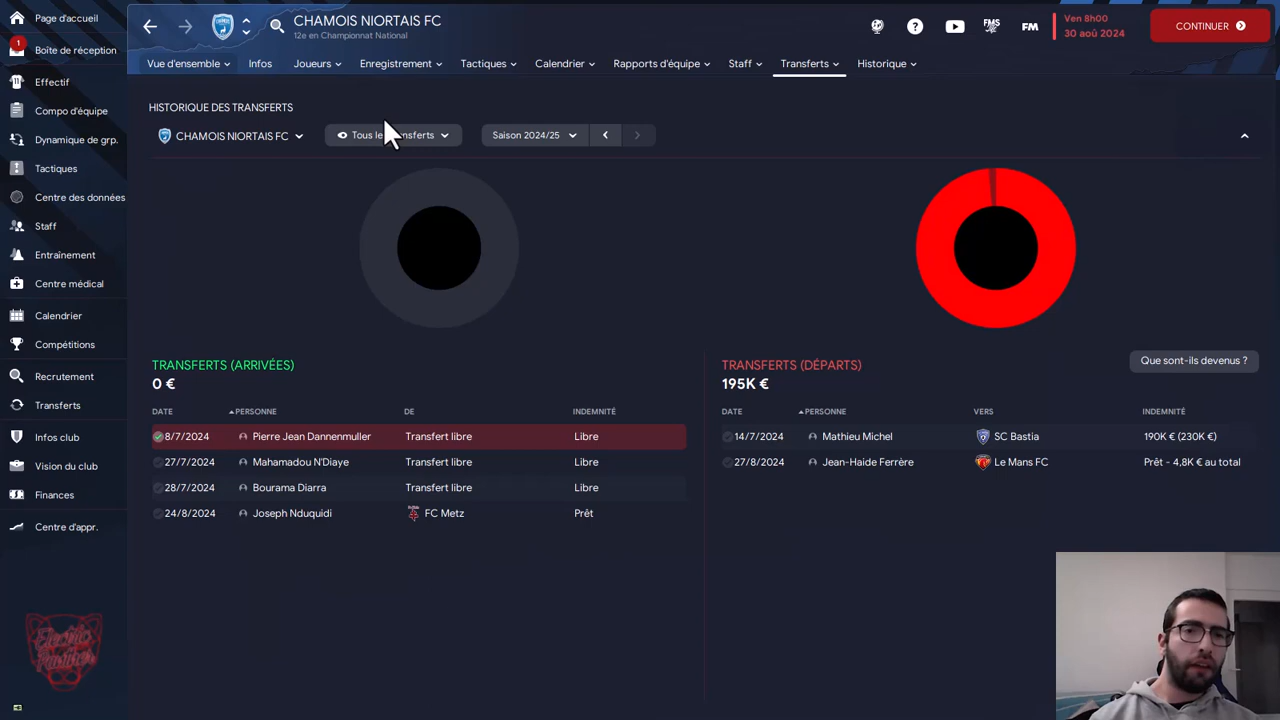 Page d'accueil
1
Boîte de réception
Effectif
Compo d'équipe
Dynamique de grp.
Tactiques
Centre des données
Staff
Entraînement
Centre médical
Calendrier
Compétitions
Recrutement
Transferts
Infos club
Vision du club
Finances
Centre d'appr.
Electric Panther
CHAMOIS NIORTAIS FC
12e en Championnat National
FMS
FM
Ven 8h00
30 aoû 2024
CONTINUER
Vue d'ensemble
Infos
Joueurs
Enregistrement
Tactiques
Calendrier
Rapports d'équipe
Staff
Transferts
Historique
HISTORIQUE DES TRANSFERTS
CHAMOIS NIORTAIS FC
Tous les transferts
Saison 2024/25
TRANSFERTS (ARRIVÉES)
0 €
DATE PERSONNE DE INDEMNITÉ
8/7/2024 Pierre Jean Dannenmuller Transfert libre Libre
27/7/2024 Mahamadou N'Diaye Transfert libre Libre
28/7/2024 Bourama Diarra Transfert libre Libre
24/8/2024 Joseph Nduquidi FC Metz Prêt
TRANSFERTS (DÉPARTS)
195K €
Que sont-ils devenus ?
DATE PERSONNE VERS INDEMNITÉ
14/7/2024 Mathieu Michel SC Bastia 190K € (230K €)
27/8/2024 Jean-Haide Ferrère Le Mans FC Prêt - 4,8K € au total